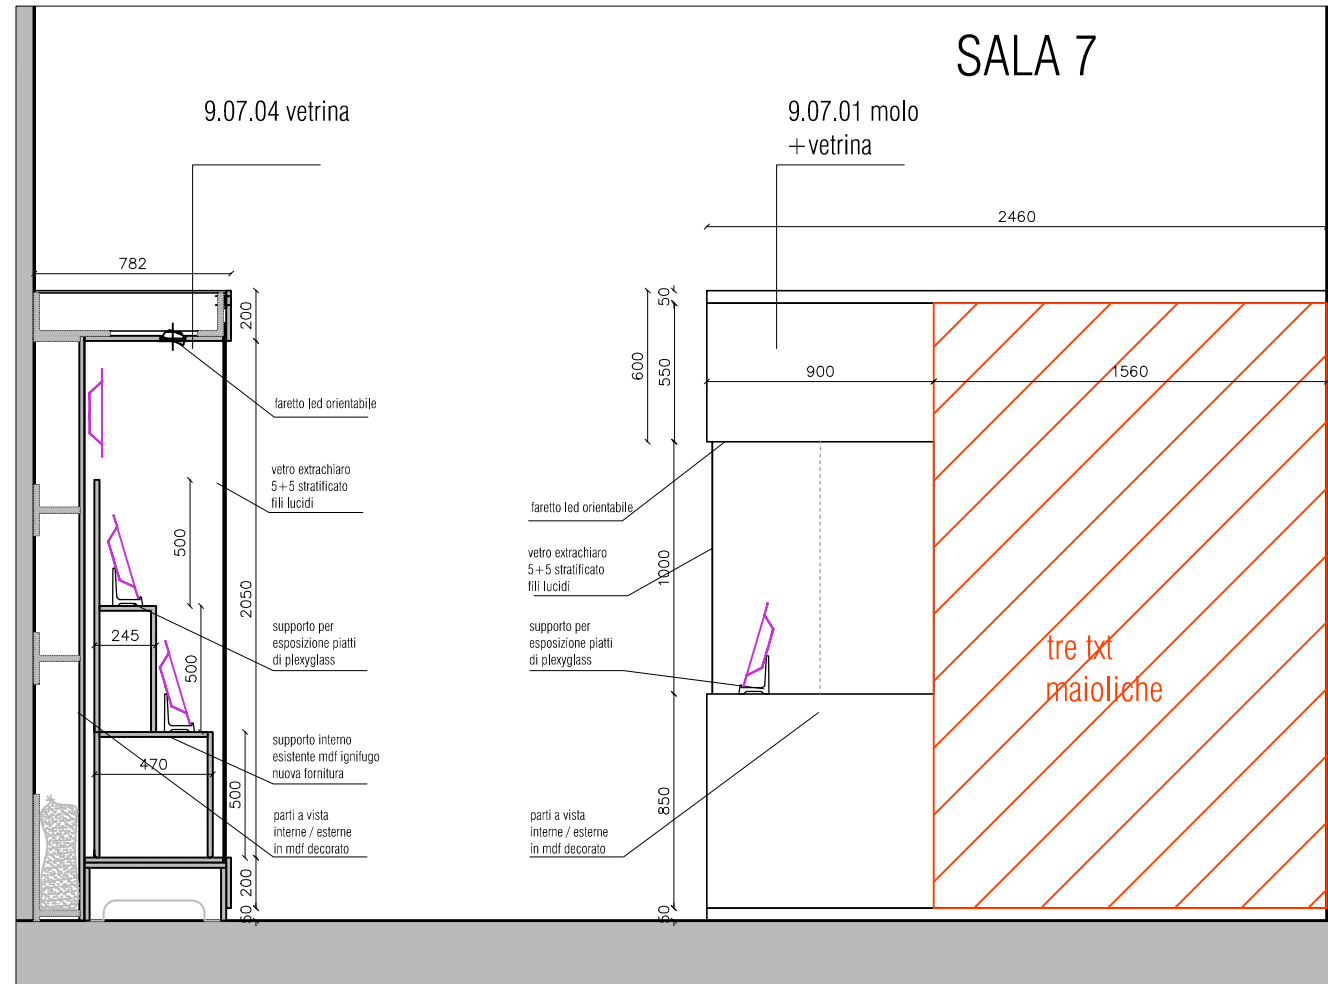 SALA 7
9.07.04 vetrina
9.07.01 molo
+vetrina
2460
782
200
50
600
550
900
1560
faretto led orientabile
vetro extrachiaro
5+5 stratificato
fili lucidi
500
2050
faretto led orientabile
vetro extrachiaro
5+5 stratificato
fili lucidi
1000
245
500
supporto per
esposizione piatti
di plexyglass
supporto per
esposizione piatti
di plexyglass
tre txt
maioliche
470
500
supporto interno
esistente mdf ignifugo
nuova fornitura
parti a vista
interne / esterne
in mdf decorato
850
parti a vista
interne / esterne
in mdf decorato
200
50
50